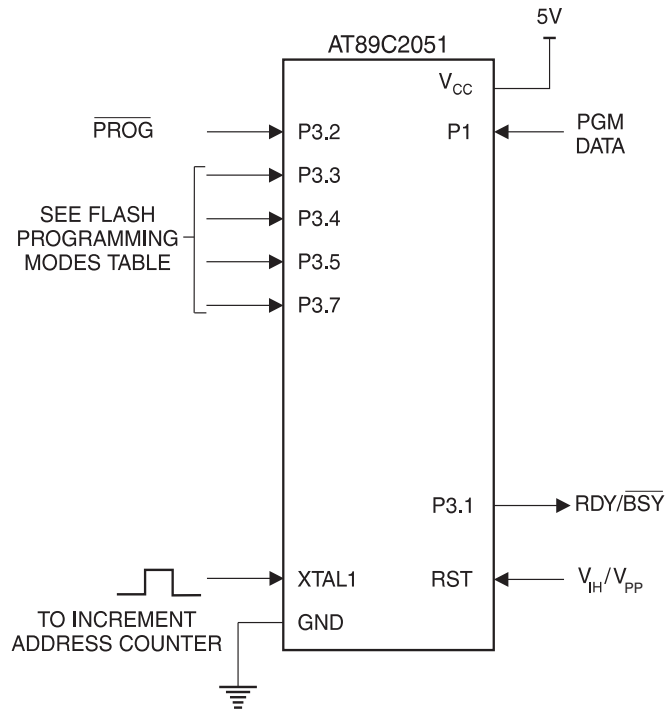 5V
AT89C2051
VCC
PROG
P3.2
P1
PGM
DATA
P3.3
SEE FLASH
PROGRAMMING
MODES TABLE
P3.4
P3.5
P3.7
P3.1
RDY/BSY
XTAL1
RST
VIH/VPP
TO INCREMENT
ADDRESS COUNTER
GND